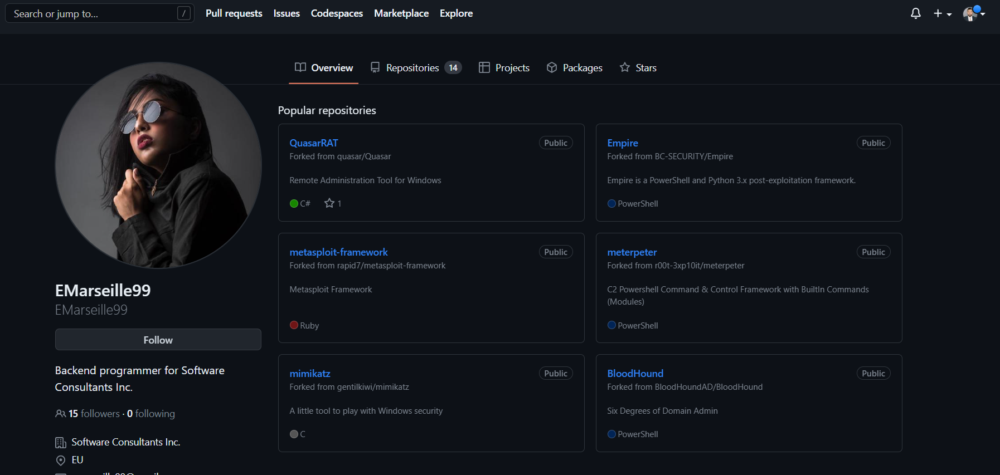 Search or jump to... /
Pull requests Issues Codespaces Marketplace Explore
Overview Repositories 14 Projects Packages Stars
EMarseille99
EMarseille99
Follow
Backend programmer for Software
Consultants Inc.
15 followers · 0 following
Software Consultants Inc.
EU
Popular repositories
QuasarRAT Public
Forked from quasar/Quasar
Remote Administration Tool for Windows
C# 1
Empire Public
Forked from BC-SECURITY/Empire
Empire is a PowerShell and Python 3.x post-exploitation framework.
PowerShell
metasploit-framework Public
Forked from rapid7/metasploit-framework
Metasploit Framework
Ruby
meterpeter Public
Forked from r00t-3xp10it/meterpeter
C2 Powershell Command & Control Framework with BuiltIn Commands
(Modules)
PowerShell
mimikatz Public
Forked from gentilkiwi/mimikatz
A little tool to play with Windows security
C
BloodHound Public
Forked from BloodHoundAD/BloodHound
Six Degrees of Domain Admin
PowerShell